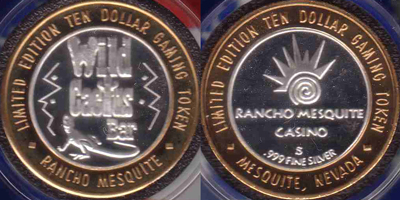 LIMITED EDITION TEN DOLLAR GAMING TOKEN
Wild
Cactus
Bar
RANCHO MESQUITE
LIMITED EDITION TEN DOLLAR GAMING TOKEN
RANCHO MESQUITE
CASINO
S
.999 FINE SILVER
MESQUITE, NEVADA